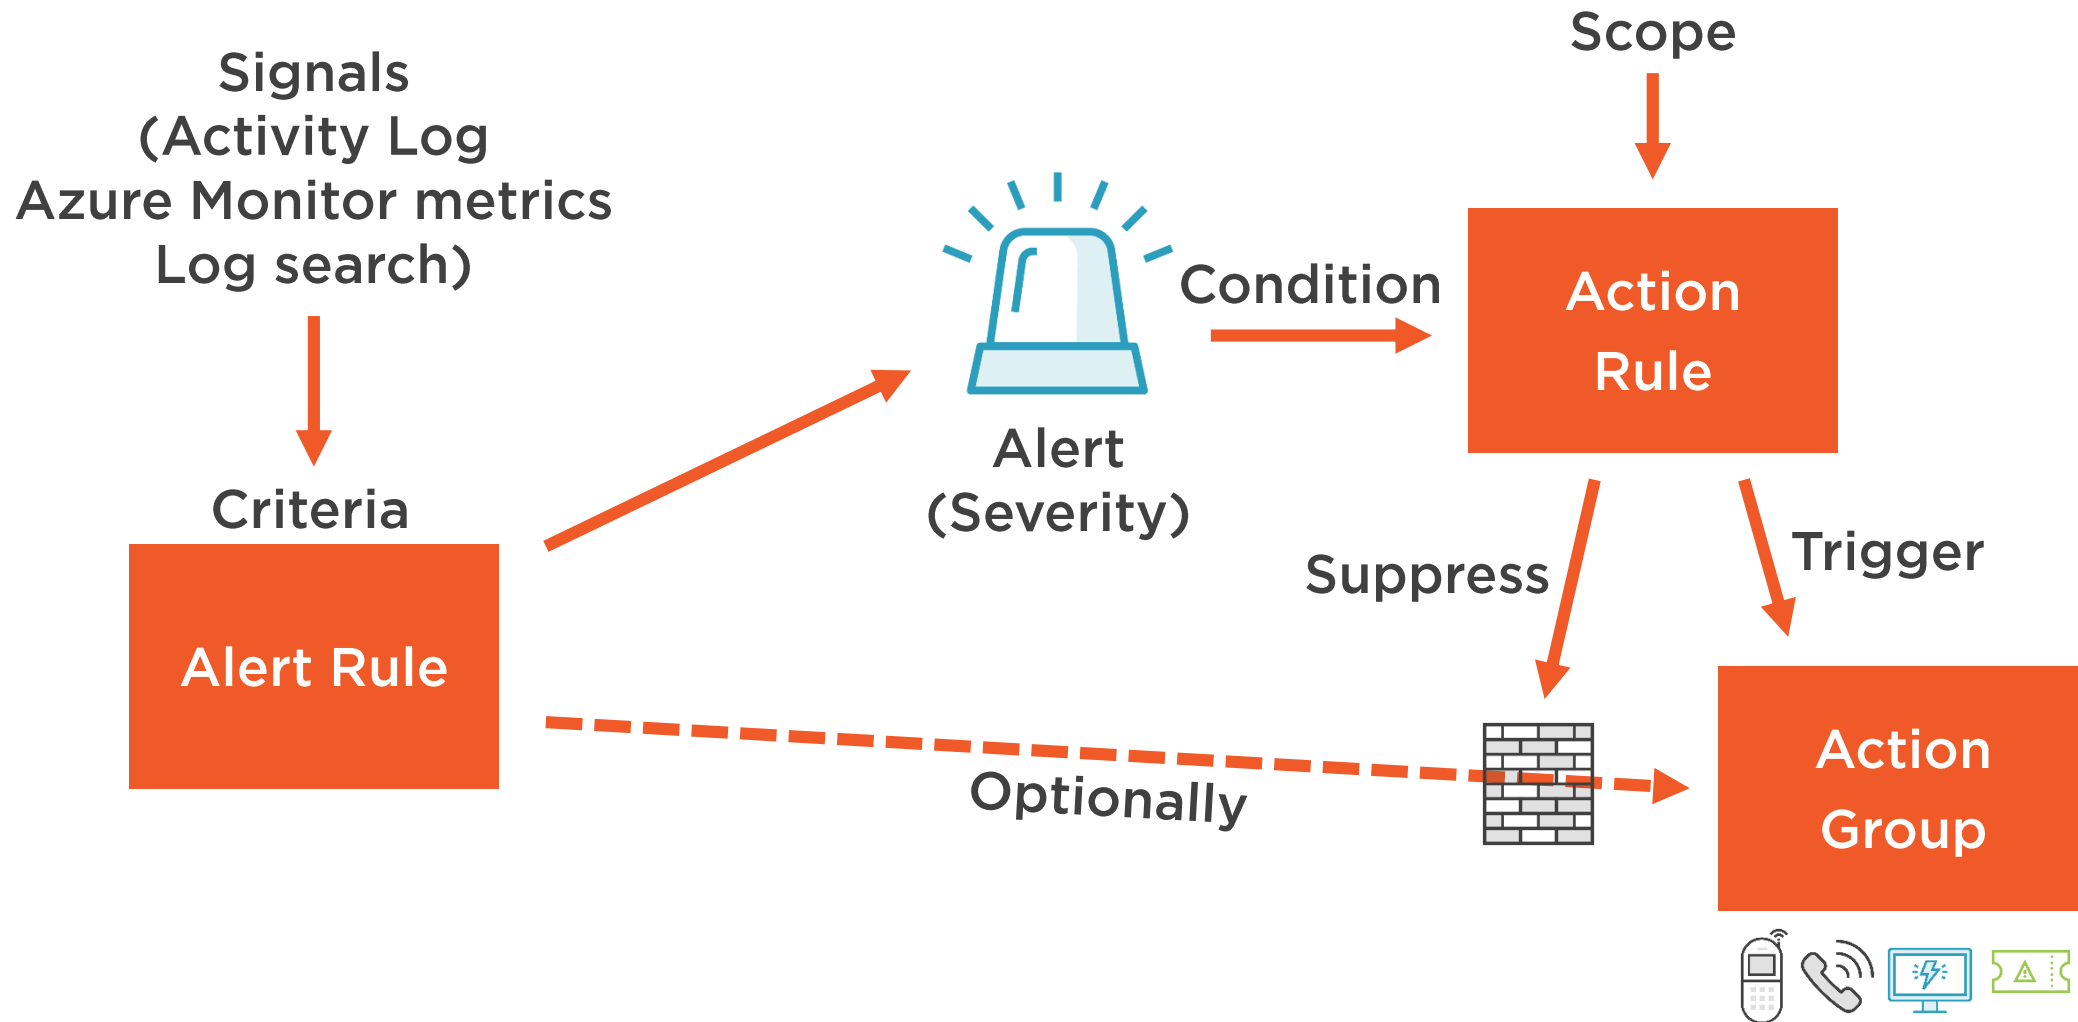 Signals
(Activity Log
Azure Monitor metrics
Log search)
Criteria
Alert Rule
Alert
(Severity)
Condition
Scope
Action
Rule
Suppress
Trigger
Optionally
Action
Group